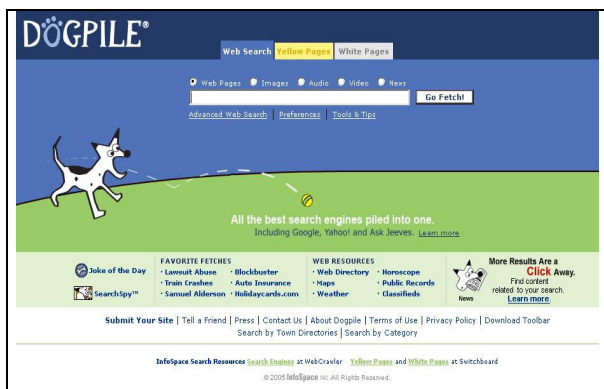 DÖGPILE®
Web Search Yellow Pages White Pages
Web Pages Images Audio Video News
Go Fetch!
Advanced Web Search | Preferences | Tools & Tips
All the best search engines piled into one.
Including Google, Yahoo! and Ask Jeeves. Learn more
Joke of the Day
SearchSpy™
FAVORITE FETCHES
· Lawsuit Abuse · Blockbuster
· Train Crashes · Auto Insurance
· Samuel Alderson · Holidaycards.com
WEB RESOURCES
· Web Directory · Horoscope
· Maps · Public Records
· Weather · Classifieds
News
More Results Are a
Click Away.
Find content
related to your search.
Learn more.
Submit Your Site | Tell a Friend | Press | Contact Us | About Dogpile | Terms of Use | Privacy Policy | Download Toolbar
Search by Town Directories | Search by Category
InfoSpace Search Resources Search Engines at WebCrawler Yellow Pages and White Pages at Switchboard
© 2005 InfoSpace INC All Rights Reserved.